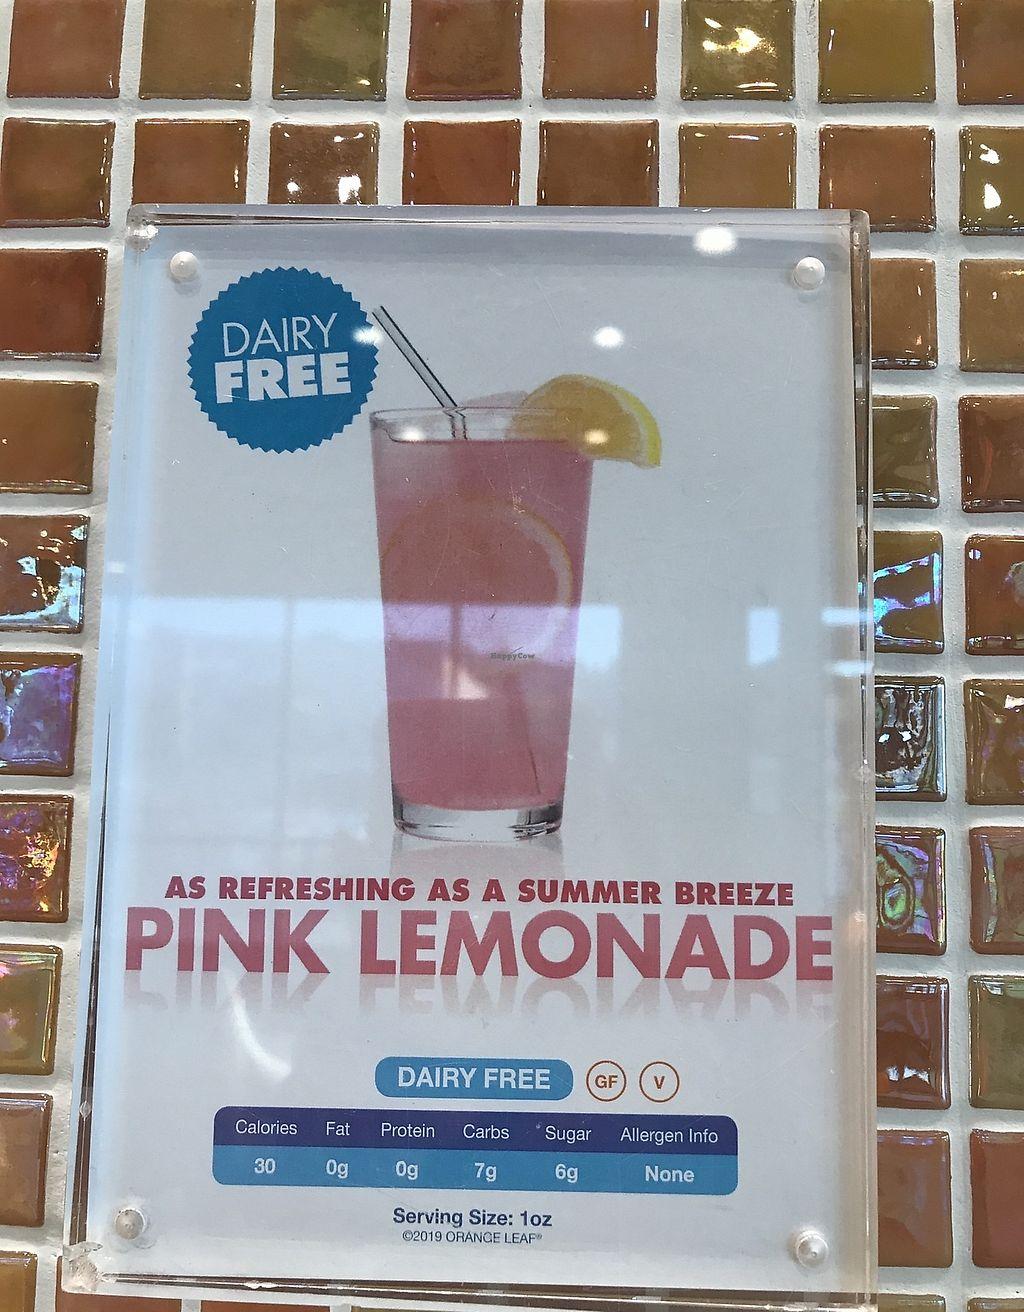 DAIRY
FREE
HappyCow
AS REFRESHING AS A SUMMER BREEZE
PINK LEMONADE
DAIRY FREE GF V
Calories Fat Protein Carbs Sugar Allergen Info
30 0g 0g 7g 6g None
Serving Size: 1oz
©2019 ORANGE LEAF®